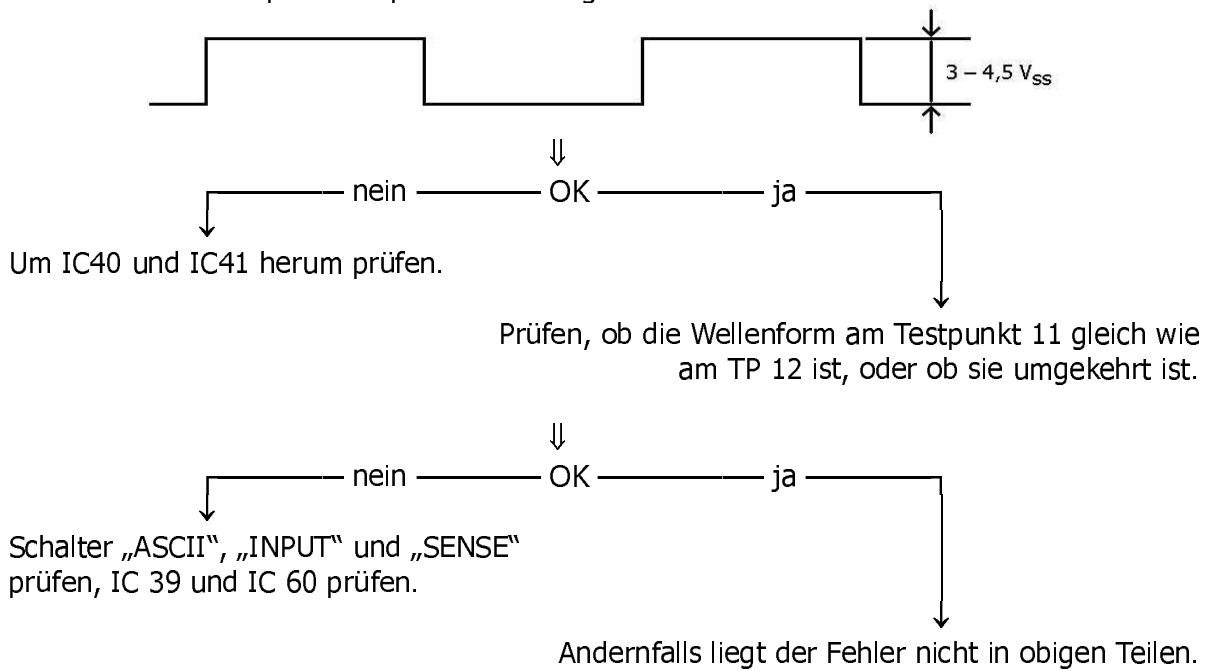 3 – 4,5 VSS
⇓
nein OK ja
Um IC40 und IC41 herum prüfen.
Prüfen, ob die Wellenform am Testpunkt 11 gleich wie
am TP 12 ist, oder ob sie umgekehrt ist.
⇓
nein OK ja
Schalter „ASCII“, „INPUT“ und „SENSE“
prüfen, IC 39 und IC 60 prüfen.
Andernfalls liegt der Fehler nicht in obigen Teilen.